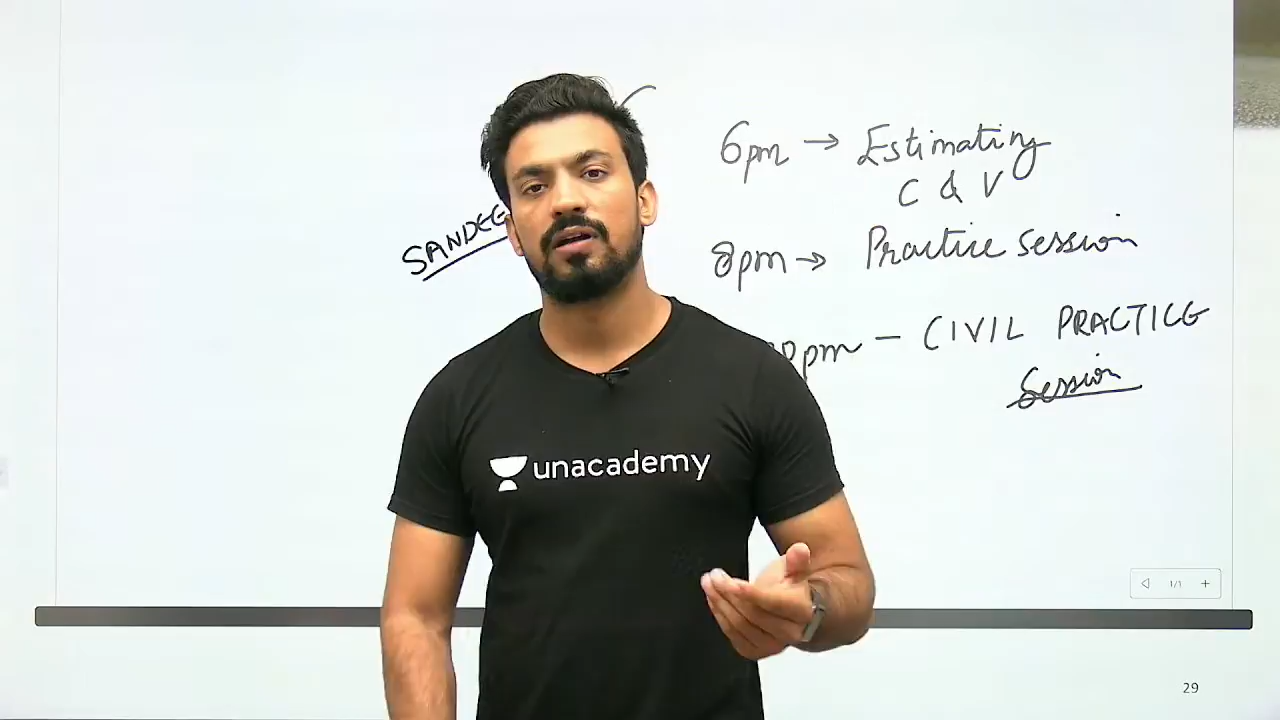 6pm → Estimating
C & V
SANDEE
8pm → Practice session
pm – CIVIL PRACTICE
Session
unacademy
1/1
29